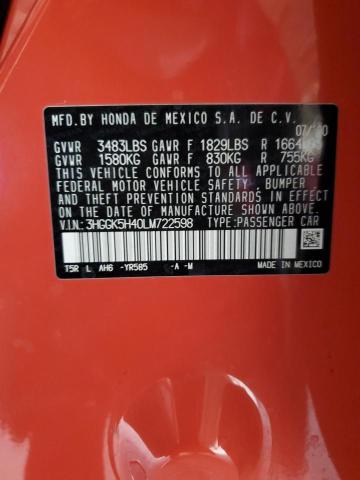 MFD.BY HONDA DE MEXICO S.A. DE C.V.
07/20
GVWR 3483LBS GAWR F 1829LBS R 1664LBS
GVWR 1580KG GAWR F 830KG R 755KG
THIS VEHICLE CONFORMS TO ALL APPLICABLE
FEDERAL MOTOR VEHICLE SAFETY , BUMPER ,
AND THEFT PREVENTION STANDARDS IN EFFECT
ON THE DATE OF MANUFACTURE SHOWN ABOVE.
V.I.N.: 3HGGK5H40LM722598 TYPE:PASSENGER CAR
T5R L AH6 -YR585 -A -M
MADE IN MEXICO